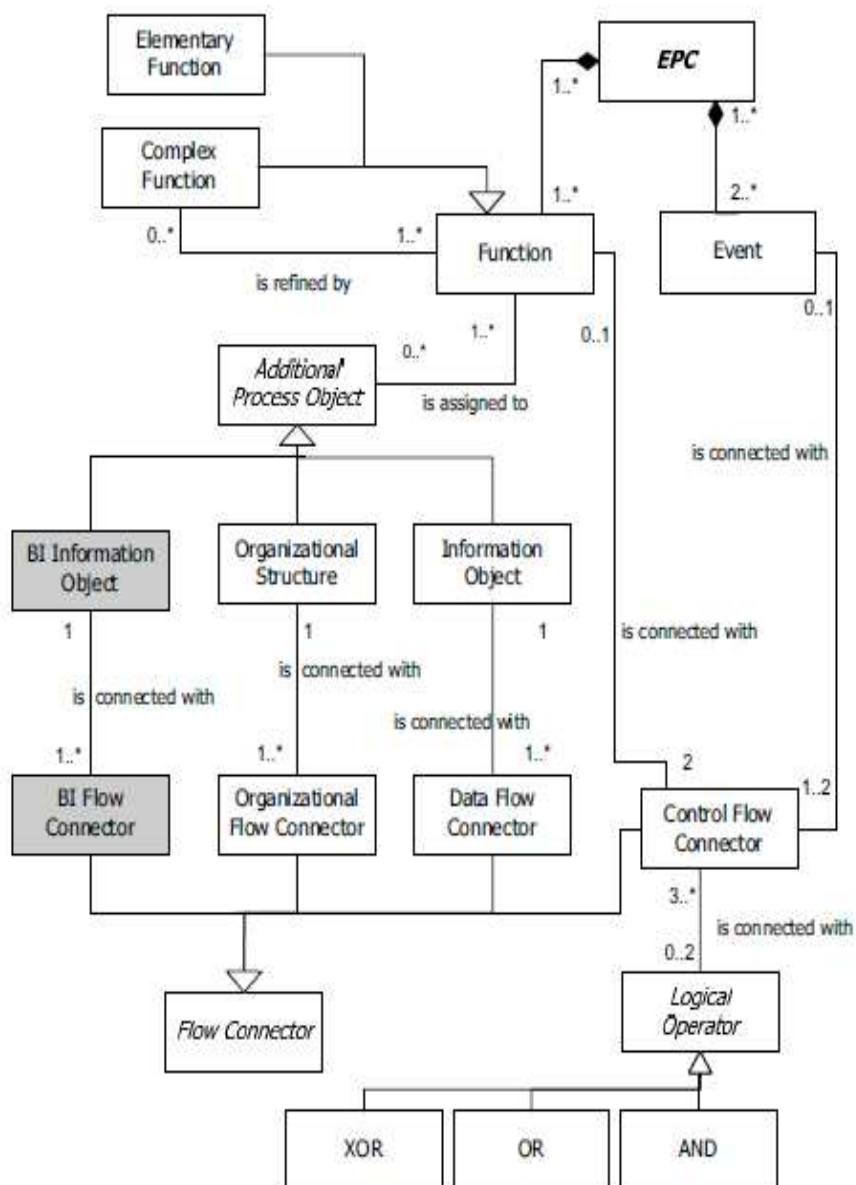 Elementary
Function
EPC
1..*
1..*
Complex
Function
1..*
2..*
0..*
1..*
Function
Event
is refined by
0..1
1..*
0..1
0..*
Additional
Process Object
is assigned to
is connected with
BI Information
Object
Organizational
Structure
Information
Object
1
1
1
is connected with
is connected with
is connected with
is connected with
1..*
1..*
1..*
2
1..2
BI Flow
Connector
Organizational
Flow Connector
Data Flow
Connector
Control Flow
Connector
3..*
is connected with
0..2
Flow Connector
Logical
Operator
XOR
OR
AND